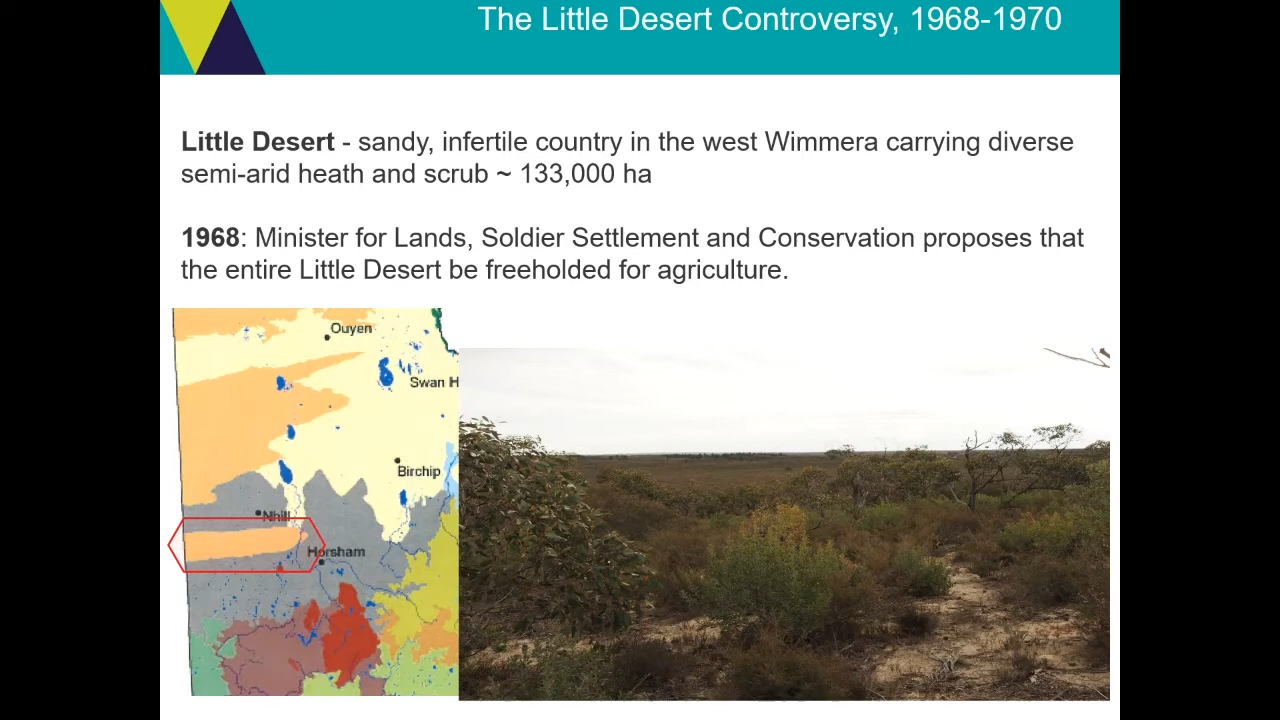 The Little Desert Controversy, 1968-1970
Little Desert - sandy, infertile country in the west Wimmera carrying diverse
semi-arid heath and scrub ~ 133,000 ha
1968: Minister for Lands, Soldier Settlement and Conservation proposes that
the entire Little Desert be freeholded for agriculture.
Ouyen
Swan H
Birchip
Nhill
Horsham